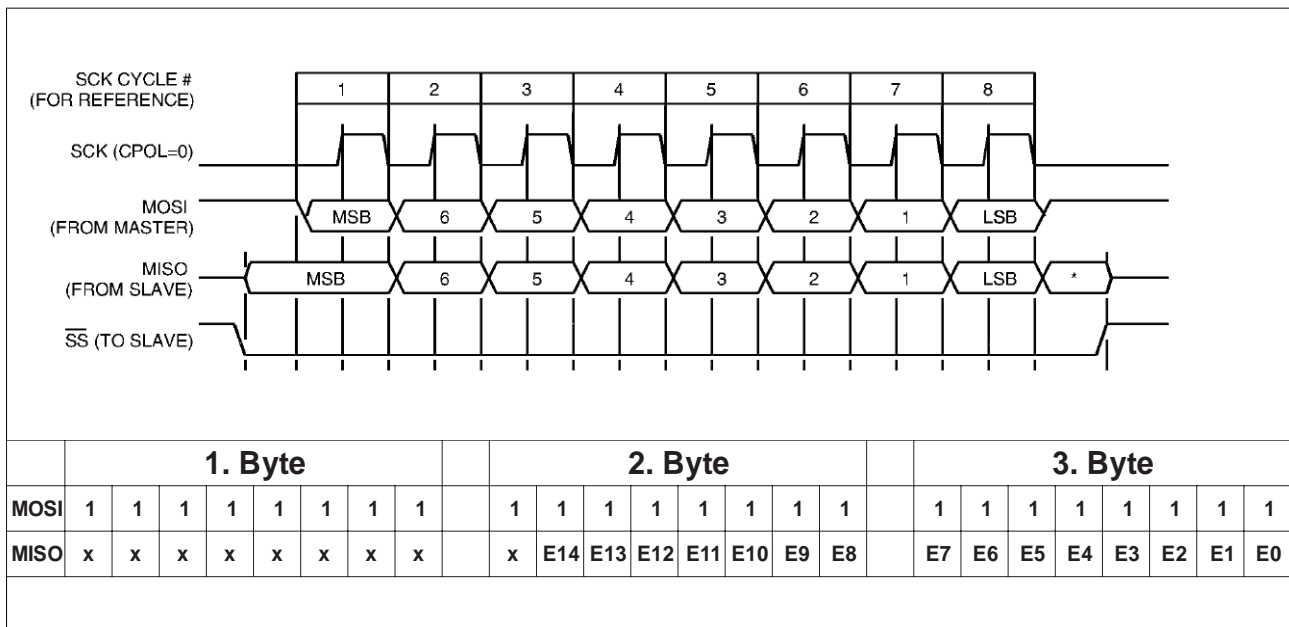 SCK CYCLE #
(FOR REFERENCE)
1 2 3 4 5 6 7 8
SCK (CPOL=0)
MOSI
(FROM MASTER)
MSB 6 5 4 3 2 1 LSB
MISO
(FROM SLAVE)
MSB 6 5 4 3 2 1 LSB *
SS (TO SLAVE)
1. Byte 2. Byte 3. Byte
MOSI 1 1 1 1 1 1 1 1 1 1 1 1 1 1 1 1 1 1 1 1 1 1 1 1
MISO x x x x x x x x x E14 E13 E12 E11 E10 E9 E8 E7 E6 E5 E4 E3 E2 E1 E0